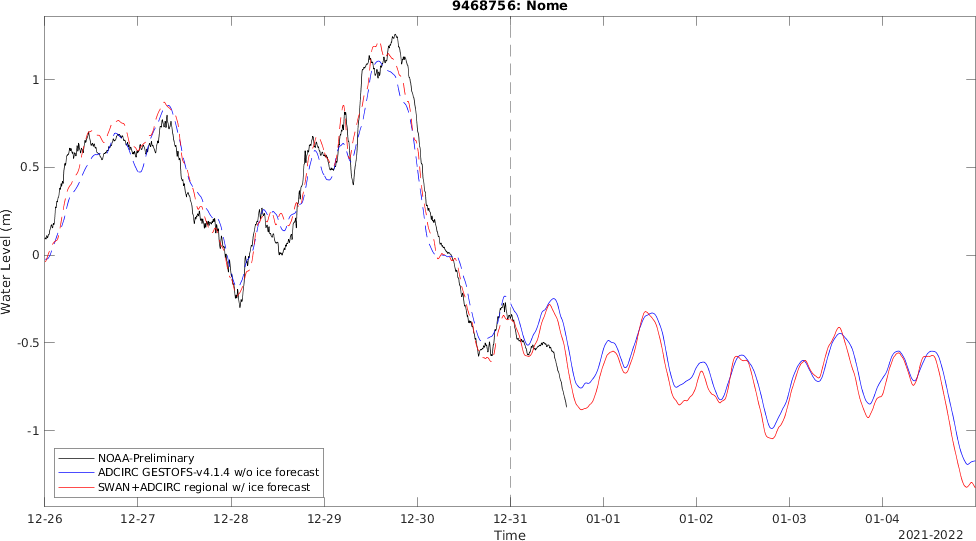 9468756: Nome
Water Level (m)
1
0.5
0
-0.5
-1
NOAA-Preliminary
ADCIRC GESTOFS-v4.1.4 w/o ice forecast
SWAN+ADCIRC regional w/ ice forecast
12-26 12-27 12-28 12-29 12-30 12-31 01-01 01-02 01-03 01-04
Time
2021-2022